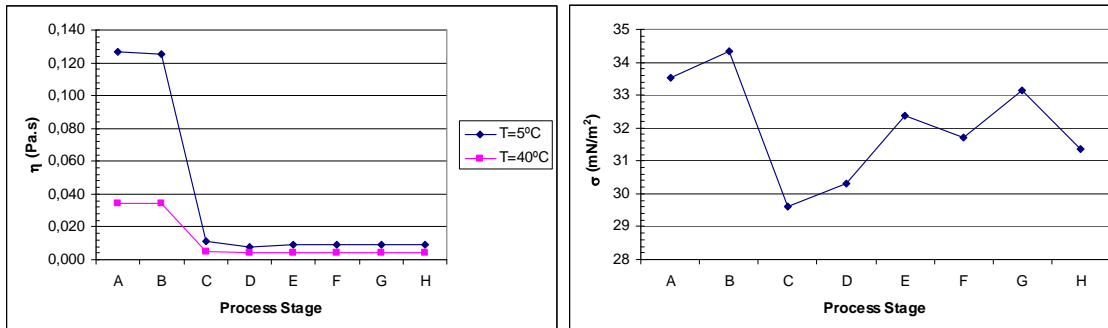 0,140
0,120
0,100
0,080
0,060
0,040
0,020
0,000
η (Pa.s)
A B C D E F G H
Process Stage
T=5ºC
T=40ºC
35
34
33
32
31
30
29
28
σ (mN/m²)
A B C D E F G H
Process Stage